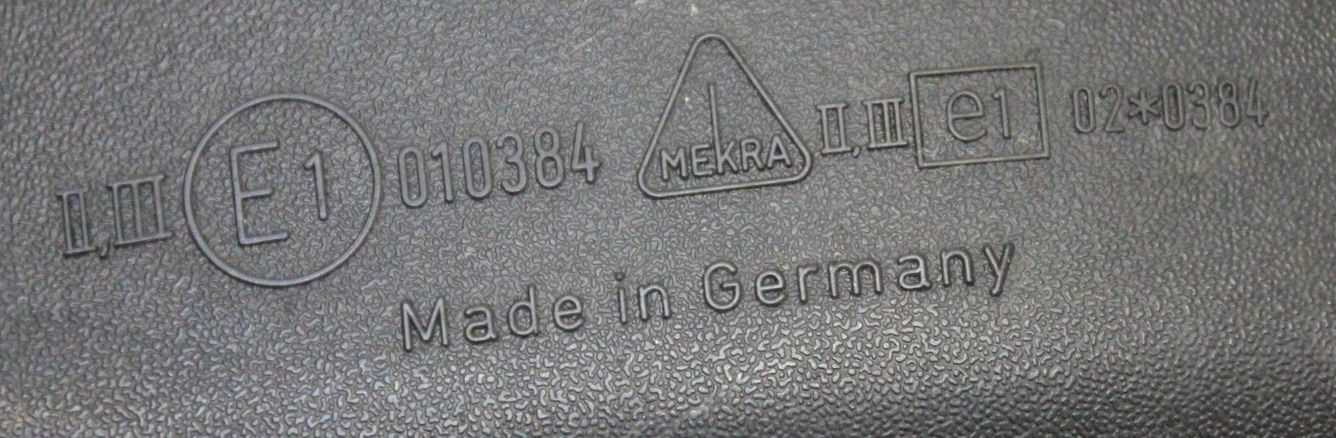 II,III E1 010384 MEKRA II,III e1 02*0384
Made in Germany